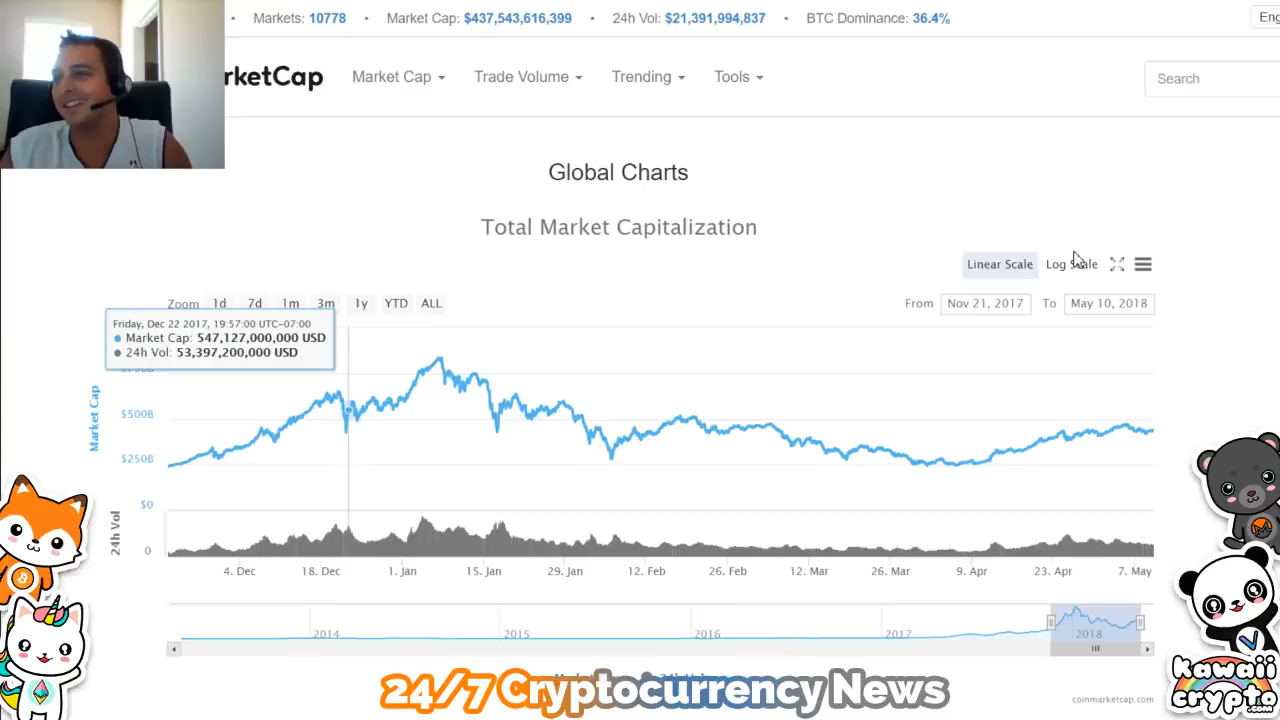 • Markets: 10778 • Market Cap: $437,543,616,399 • 24h Vol: $21,391,994,837 • BTC Dominance: 36.4%
Eng
rketCap Market Cap Trade Volume Trending Tools
Search
Global Charts
Total Market Capitalization
Linear Scale Log Scale
Zoom 1d 7d 1m 3m 1y YTD ALL
From Nov 21, 2017 To May 10, 2018
Friday, Dec 22 2017, 19:57:00 UTC-07:00
Market Cap: 547,127,000,000 USD
24h Vol: 53,397,200,000 USD
$750B
Market Cap
$500B
$250B
$0
24h Vol
0
4. Dec 18. Dec 1. Jan 15. Jan 29. Jan 12. Feb 26. Feb 12. Mar 26. Mar 9. Apr 23. Apr 7. May
2014 2015 2016 2017 2018
24/7 Cryptocurrency News
coinmarketcap.com
kawaii
crypto
.com